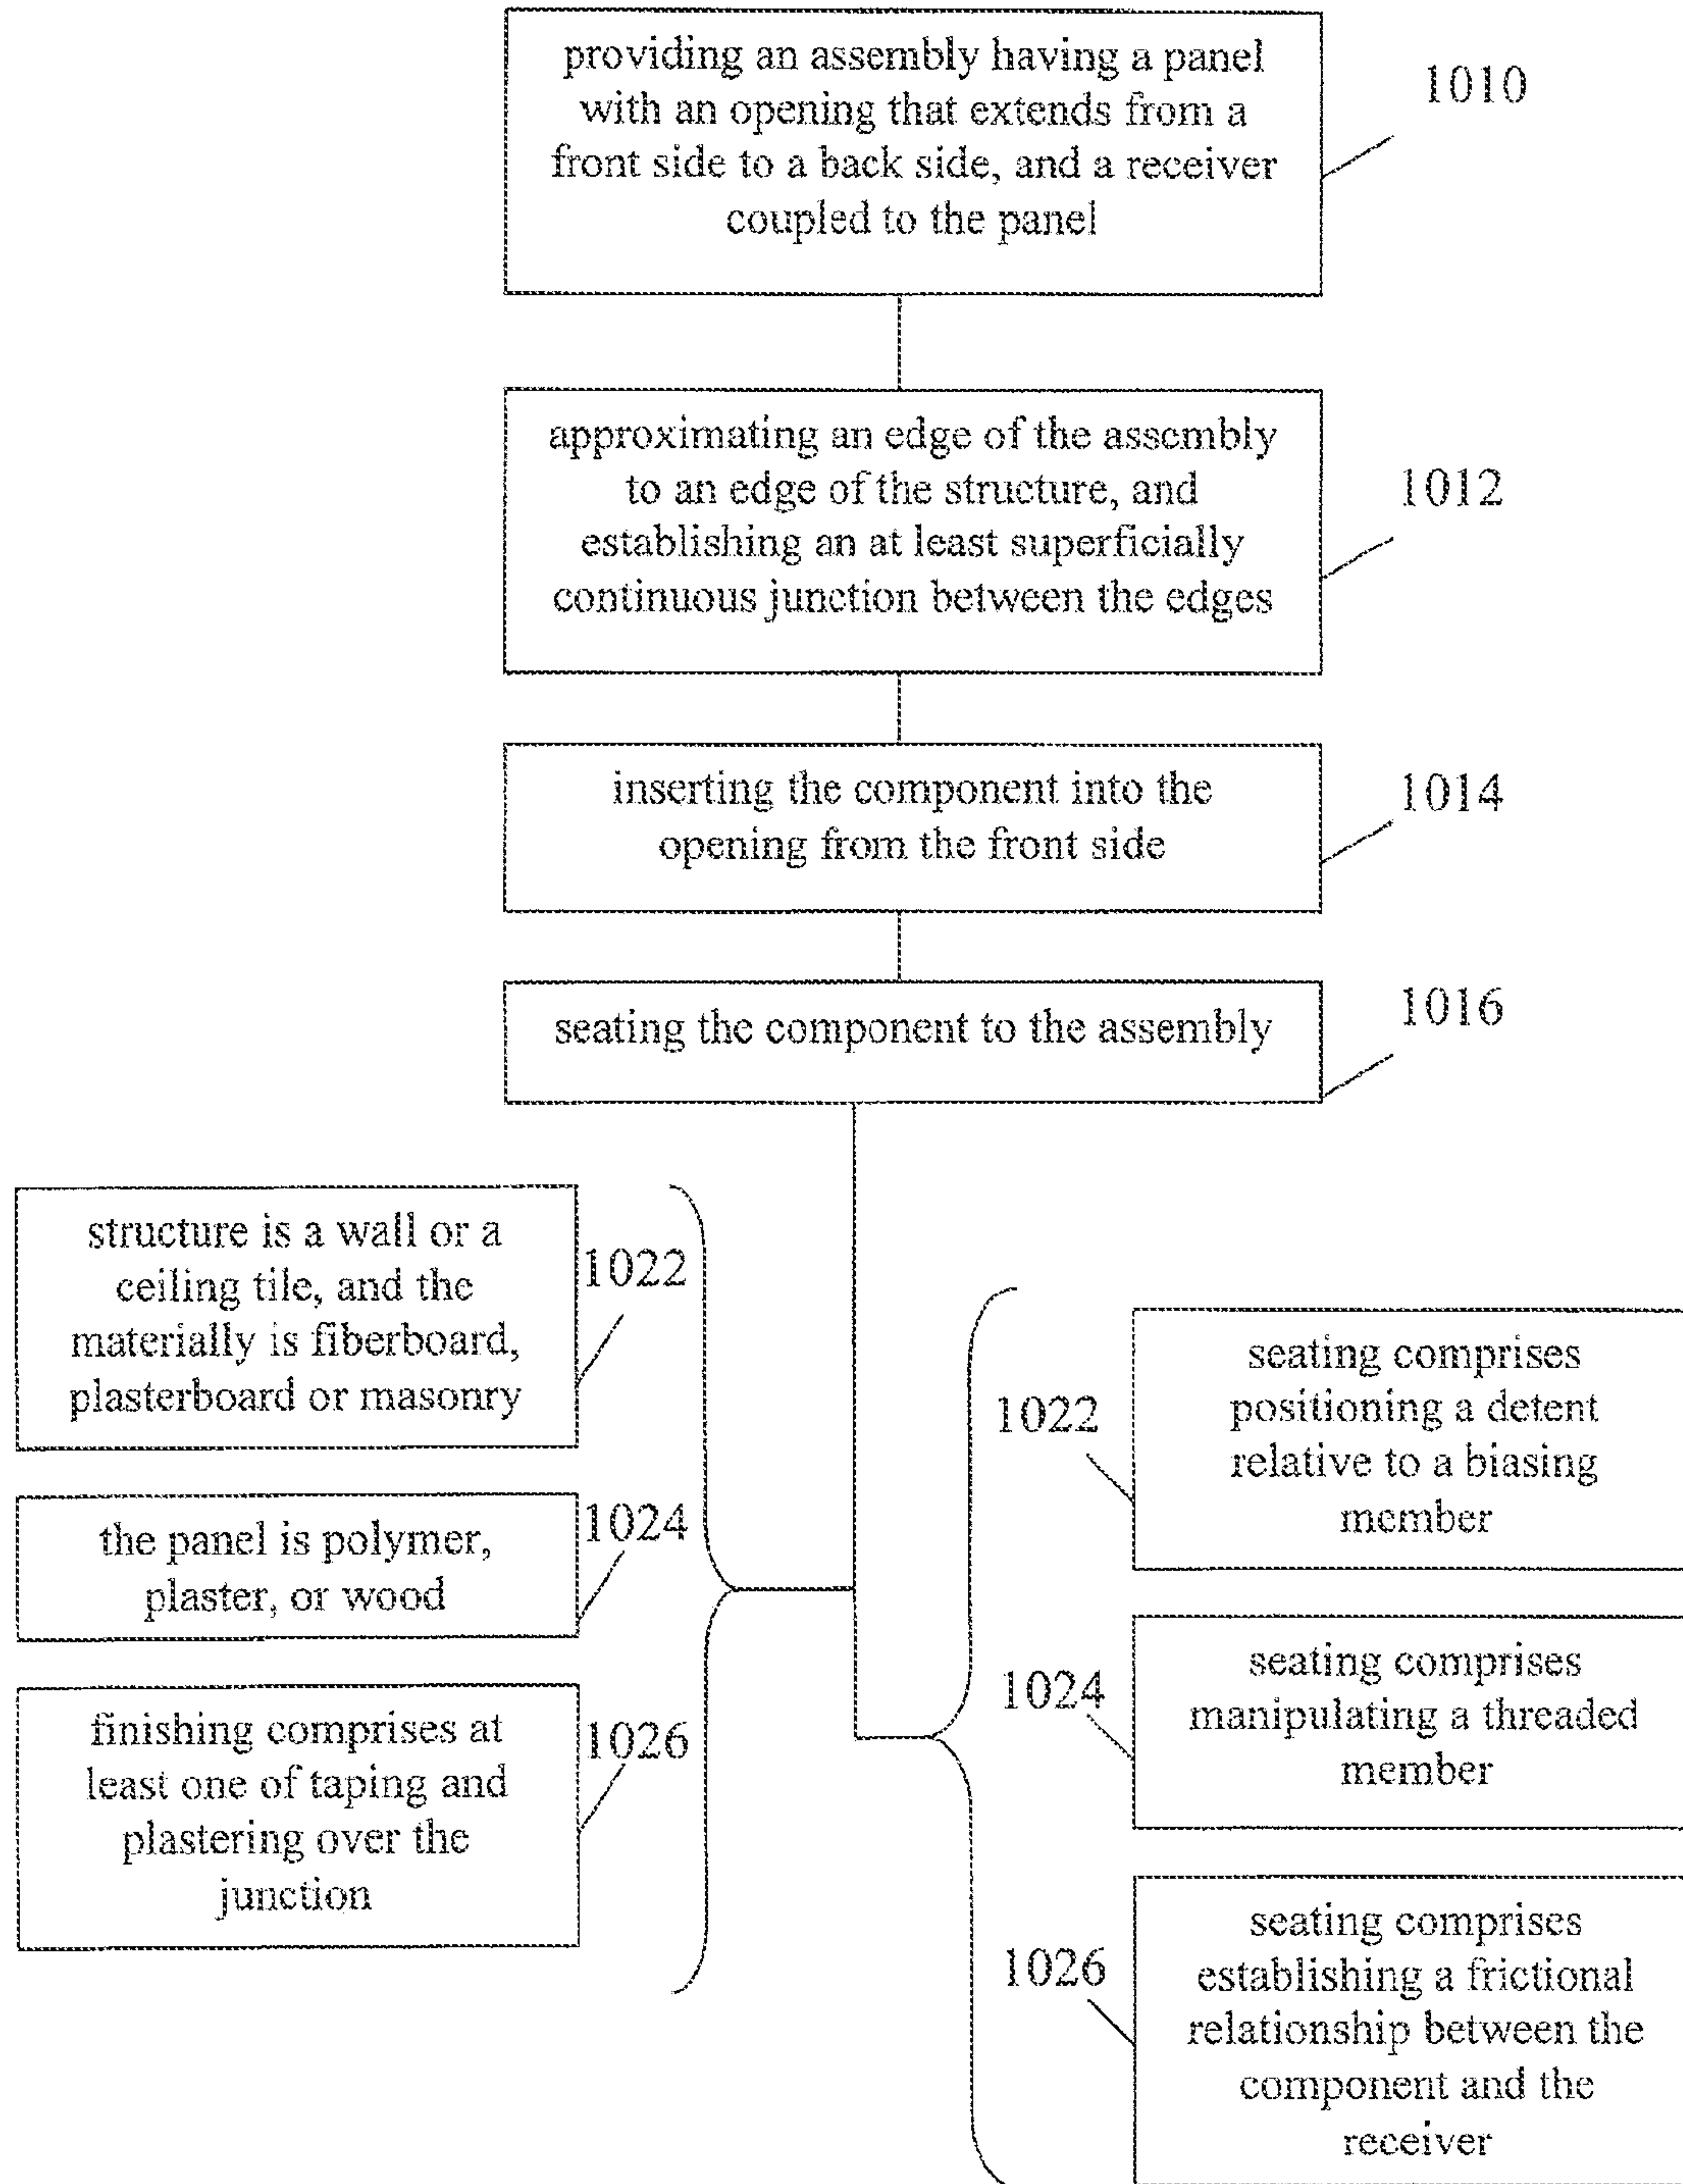 providing an assembly having a panel
with an opening that extends from a
front side to a back side, and a receiver
coupled to the panel
1010
approximating an edge of the assembly
to an edge of the structure, and
establishing an at least superficially
continuous junction between the edges
1012
inserting the component into the
opening from the front side
1014
seating the component to the assembly
1016
structure is a wall or a
ceiling tile, and the
materially is fiberboard,
plasterboard or masonry
1022
the panel is polymer,
plaster, or wood
1024
finishing comprises at
least one of taping and
plastering over the
junction
1026
seating comprises
positioning a detent
relative to a biasing
member
1022
seating comprises
manipulating a threaded
member
1024
seating comprises
establishing a frictional
relationship between the
component and the
receiver
1026